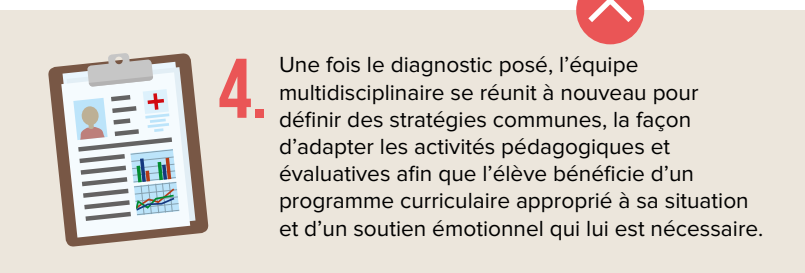 4.
Une fois le diagnostic posé, l'équipe
multidisciplinaire se réunit à nouveau pour
définir des stratégies communes, la façon
d'adapter les activités pédagogiques et
évaluatives afin que l'élève bénéficie d'un
programme curriculaire approprié à sa situation
et d'un soutien émotionnel qui lui est nécessaire.